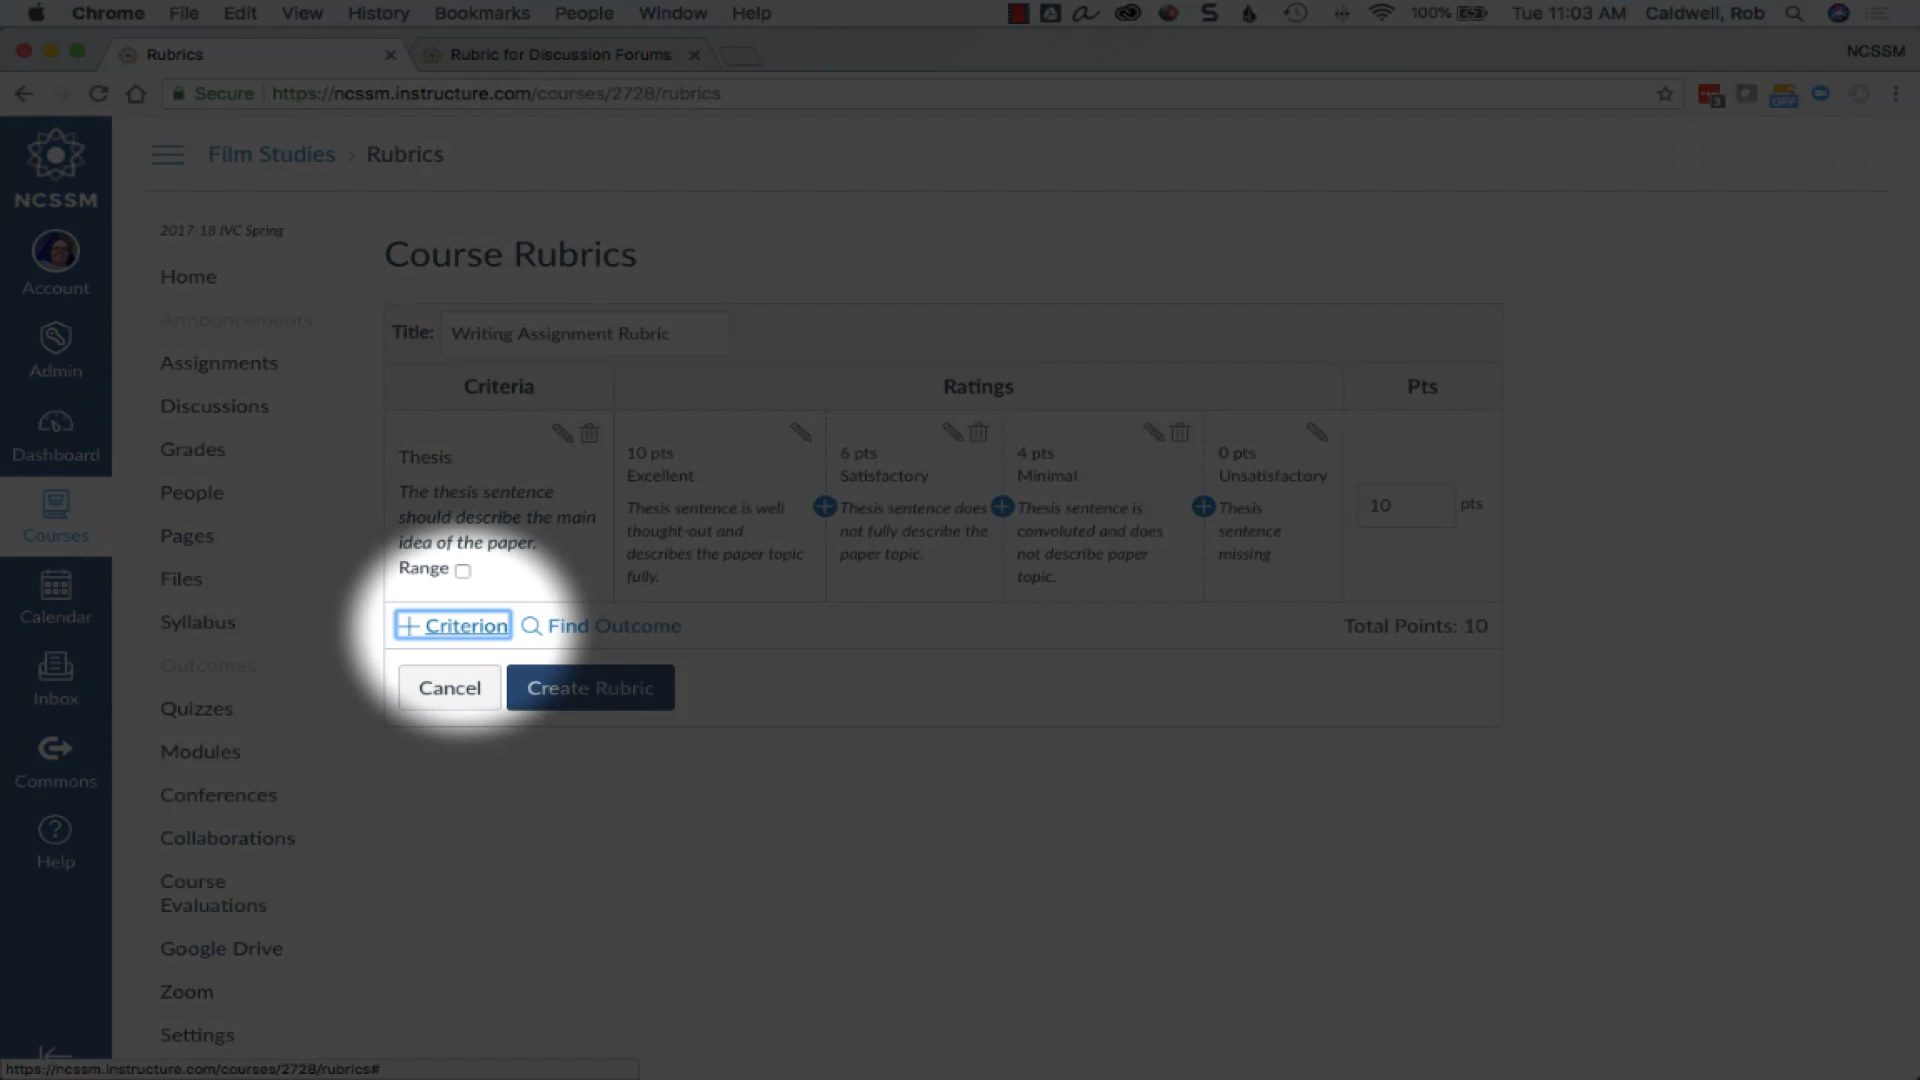 Chrome File Edit View History Bookmarks People Window Help 100% Tue 11:03 AM Caldwell, Rob
Rubrics
Rubric for Discussion Forums
NCSSM
Secure https://ncssm.instructure.com/courses/2728/rubrics
3
OFF
NCSSM
Account
Admin
Dashboard
Courses
Calendar
Inbox
Commons
Help
Film Studies › Rubrics
2017-18 IVC Spring
Home
Announcements
Assignments
Discussions
Grades
People
Pages
Files
Syllabus
Outcomes
Quizzes
Modules
Conferences
Collaborations
Course
Evaluations
Google Drive
Zoom
Settings
Course Rubrics
Title: Writing Assignment Rubric
Criteria Ratings Pts
Thesis
The thesis sentence
should describe the main
idea of the paper.
Range
10 pts
Excellent
Thesis sentence is well
thought-out and
describes the paper topic
fully.
6 pts
Satisfactory
Thesis sentence does
not fully describe the
paper topic.
4 pts
Minimal
Thesis sentence is
convoluted and does
not describe paper
topic.
0 pts
Unsatisfactory
Thesis
sentence
missing
10 pts
Criterion Find Outcome Total Points: 10
Cancel Create Rubric
https://ncssm.instructure.com/courses/2728/rubrics#